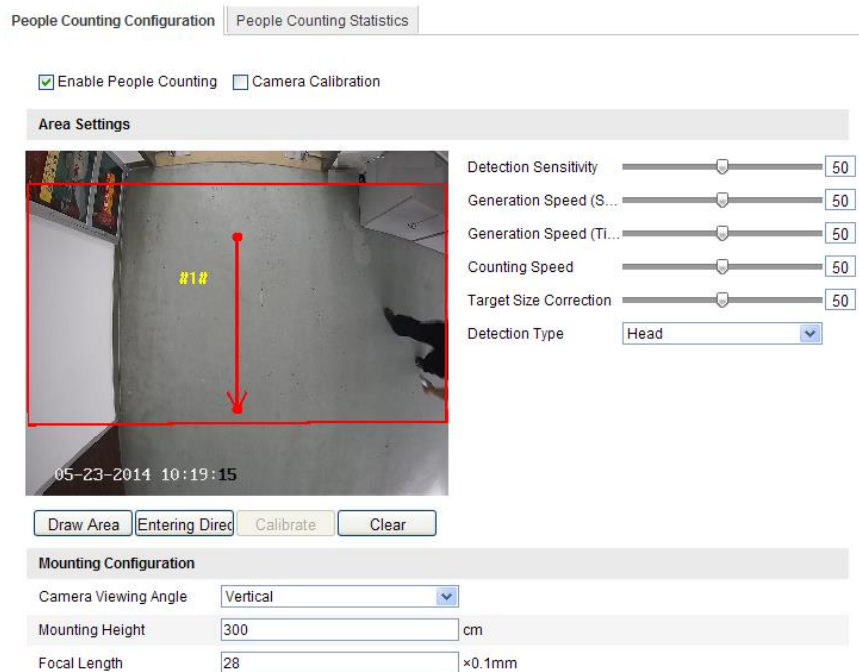 People Counting Configuration People Counting Statistics
Enable People Counting Camera Calibration
Area Settings
Detection Sensitivity 50
Generation Speed (S... 50
Generation Speed (Ti... 50
Counting Speed 50
Target Size Correction 50
Detection Type Head
#1#
05-23-2014 10:19:15
Draw Area Entering Direc Calibrate Clear
Mounting Configuration
Camera Viewing Angle Vertical
Mounting Height 300 cm
Focal Length 28 ×0.1mm